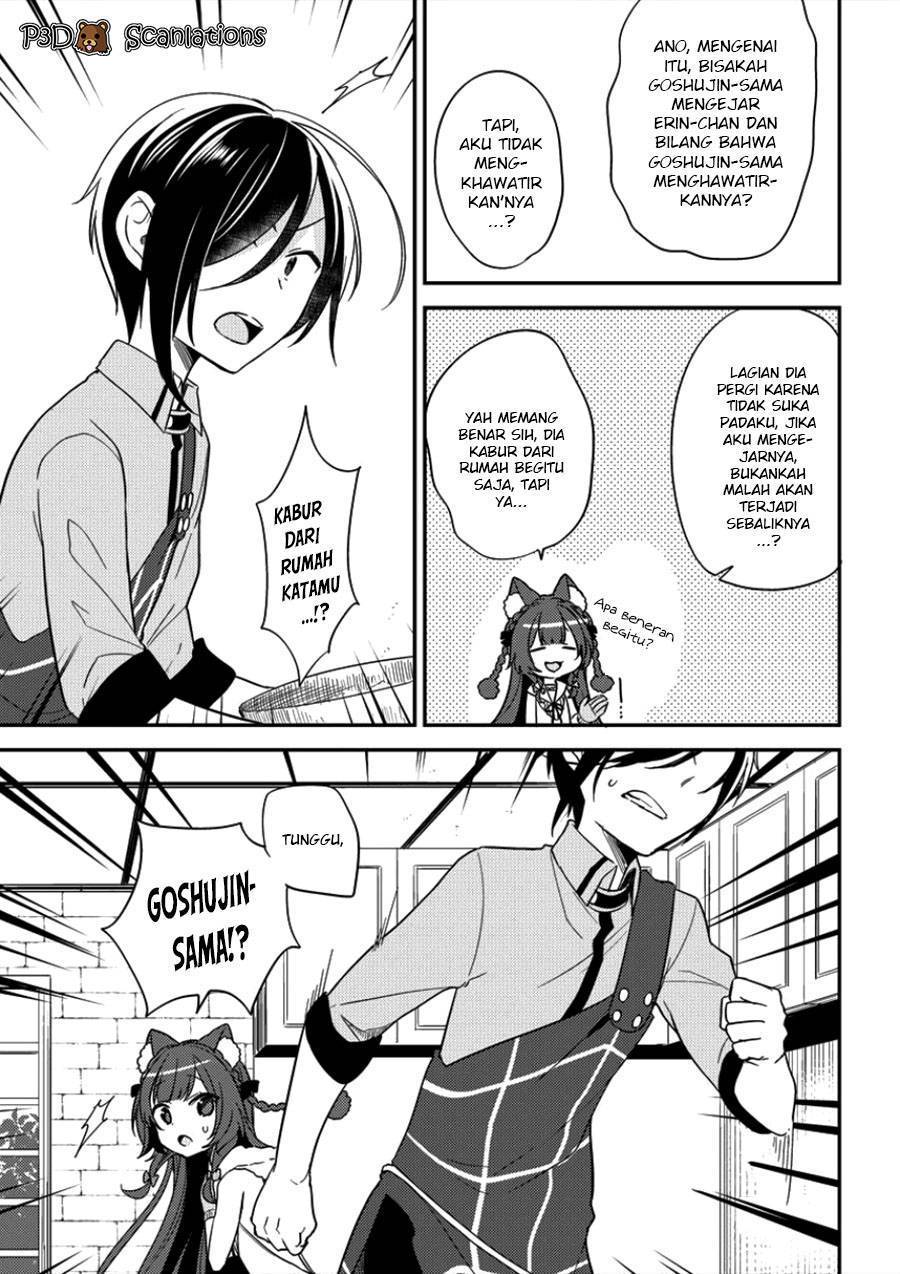 P3D Scanlations
ANO, MENGENAI
ITU, BISAKAH
GOSHUJIN-SAMA
MENGEJAR
ERIN-CHAN DAN
BILANG BAHWA
GOSHUJIN-SAMA
MENGHAWATIR-
KANNYA?
TAPI,
AKU TIDAK
MENG-
KHAWATIR
KAN'NYA
...?
LAGIAN DIA
PERGI KARENA
TIDAK SUKA
PADAKU, JIKA
AKU MENGE-
JARNYA,
BUKANKAH
MALAH AKAN
TERJADI
SEBALIKNYA
...?
YAH MEMANG
BENAR SIH, DIA
KABUR DARI
RUMAH BEGITU
SAJA, TAPI
YA...
Apa Beneran
Begitu?
KABUR
DARI
RUMAH
KATAMU
...!?
TUNGGU,
GOSHUJIN-
SAMA!?